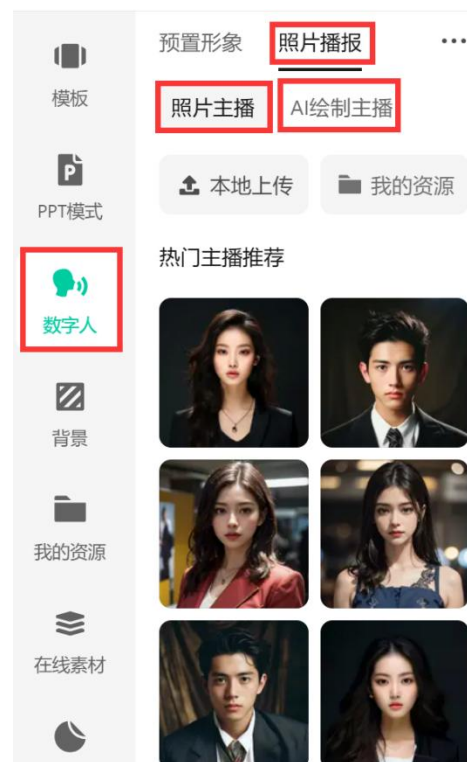 预置形象 照片播报 ...
模板
照片主播 AI绘制主播
PPT模式
本地上传 我的资源
热门主播推荐
数字人
背景
我的资源
在线素材